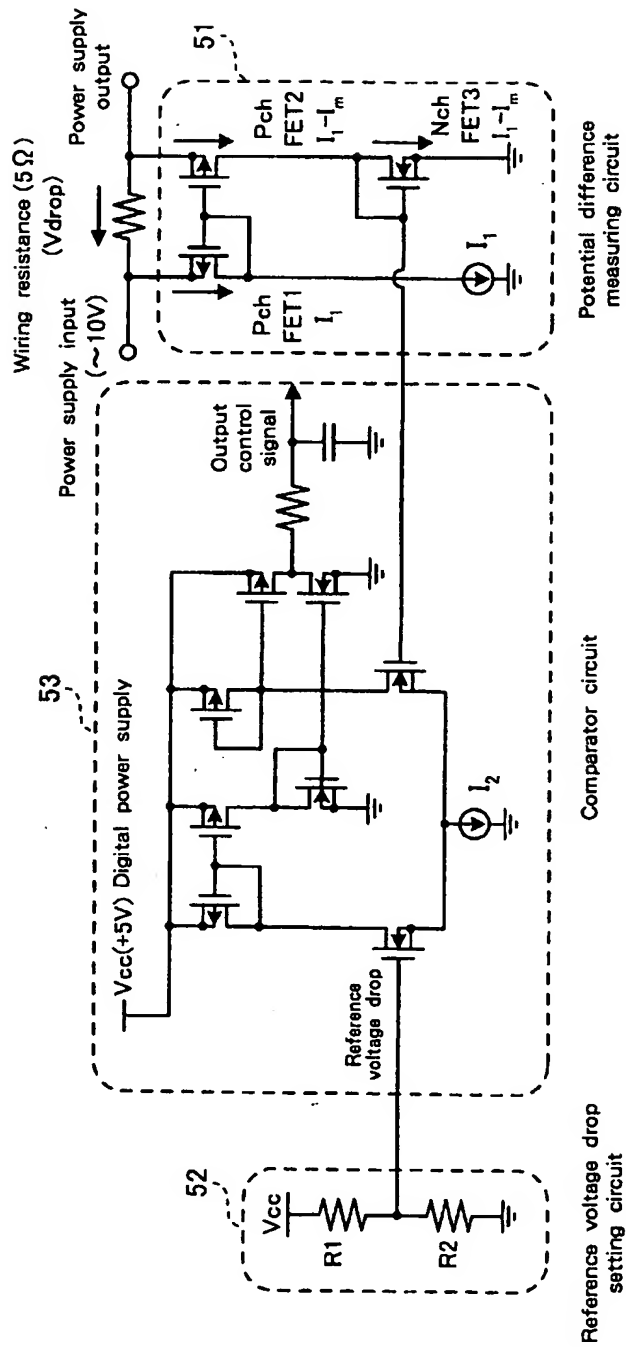 Reference voltage drop
setting circuit
52
Vcc
R1
R2
Comparator circuit
53
Vcc(+5V) Digital power supply
Reference
voltage drop
I2
Output
control
signal
Potential difference
measuring circuit
51
Wiring resistance (5Ω)
(Vdrop)
Power supply input
(~10V)
Power supply
output
Pch
FET1
I1
Pch
FET2
I1-Im
Nch
FET3
I1-Im
I1